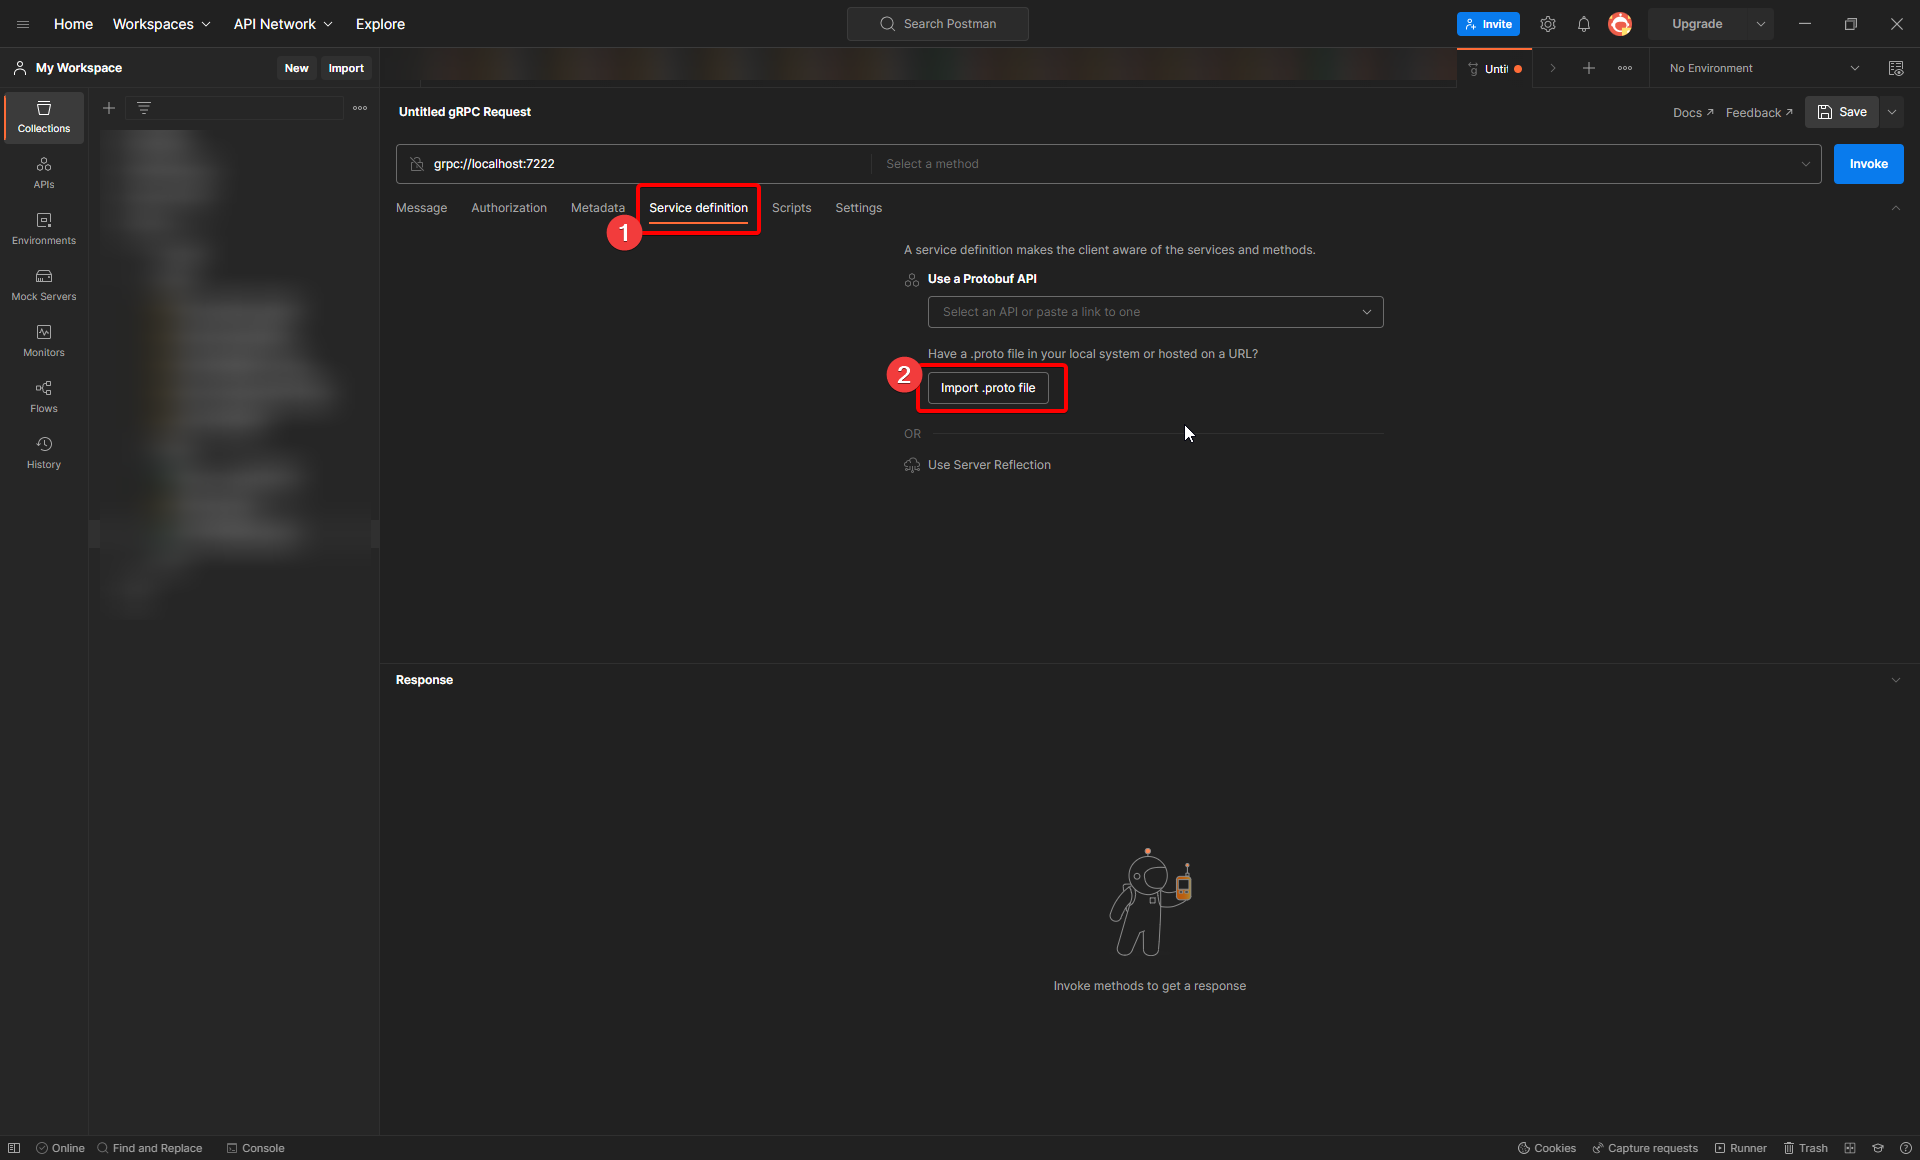 Home Workspaces API Network Explore
Search Postman
Invite
Upgrade
My Workspace
New Import
Untit
No Environment
Collections
APIs
Environments
Mock Servers
Monitors
Flows
History
Untitled gRPC Request
Docs Feedback Save
grpc://localhost:7222
Select a method
Invoke
Message Authorization Metadata Service definition Scripts Settings
1
A service definition makes the client aware of the services and methods.
Use a Protobuf API
Select an API or paste a link to one
Have a .proto file in your local system or hosted on a URL?
2
Import .proto file
OR
Use Server Reflection
Response
Invoke methods to get a response
Online Find and Replace Console
Cookies Capture requests Runner Trash